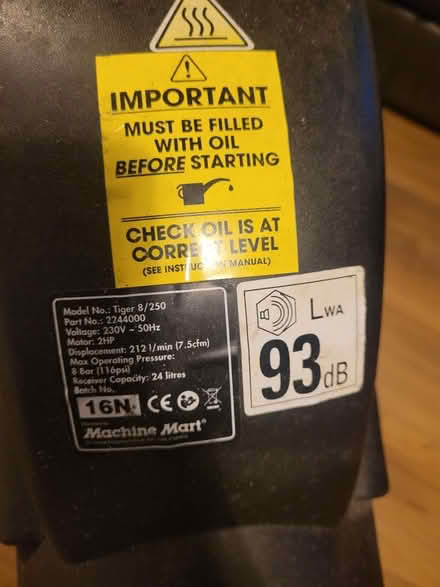 IMPORTANT
MUST BE FILLED
WITH OIL
BEFORE STARTING
CHECK OIL IS AT
CORRECT LEVEL
(SEE INSTRUCTION MANUAL)
Model No.: Tiger 8/250
Part No.: 2244000
Voltage: 230V ~ 50Hz
Motor: 2HP
Displacement: 212 l/min (7.5cfm)
Max Operating Pressure:
8 Bar (116psi)
Receiver Capacity: 24 litres
Batch No.
16N
CE
Machine Mart
LWA
93dB